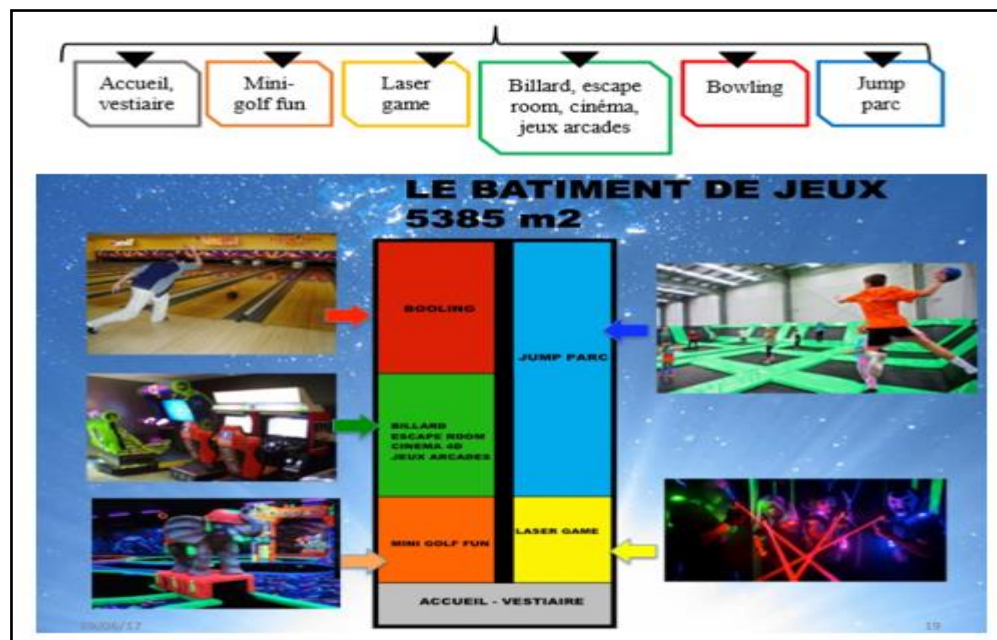 Accueil,
vestiaire
Mini-
golf fun
Laser
game
Billard, escape
room, cinéma,
jeux arcades
Bowling
Jump
parc
LE BATIMENT DE JEUX
5385 m2
BOOLING
JUMP PARC
BILLARD
ESCAPE ROOM
CINEMA 4D
JEUX ARCADES
MINI GOLF FUN
LASER GAME
ACCUEIL - VESTIAIRE
19